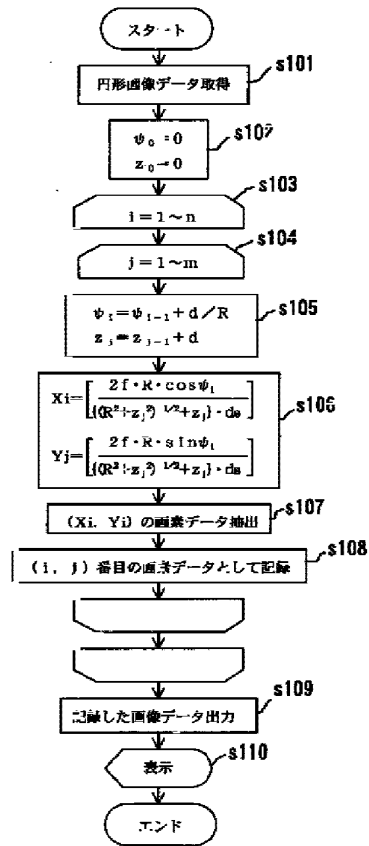 スタート
s101
円形画像データ取得
s102
ψ₀=0
z₀=0
s103
i=1～n
s104
j=1～m
s105
ψᵢ=ψᵢ₋₁+d/R
zⱼ=zⱼ₋₁+d
s106
Xi=[2f·R·cosψᵢ/{(R²+zⱼ²)^1/2+zⱼ}·ds]
Yj=[2f·R·sinψᵢ/{(R²+zⱼ²)^1/2+zⱼ}·ds]
s107
(Xi, Yi)の画素データ抽出
s108
(i, j)番目の画素データとして記録
s109
記録した画像データ出力
s110
表示
エンド